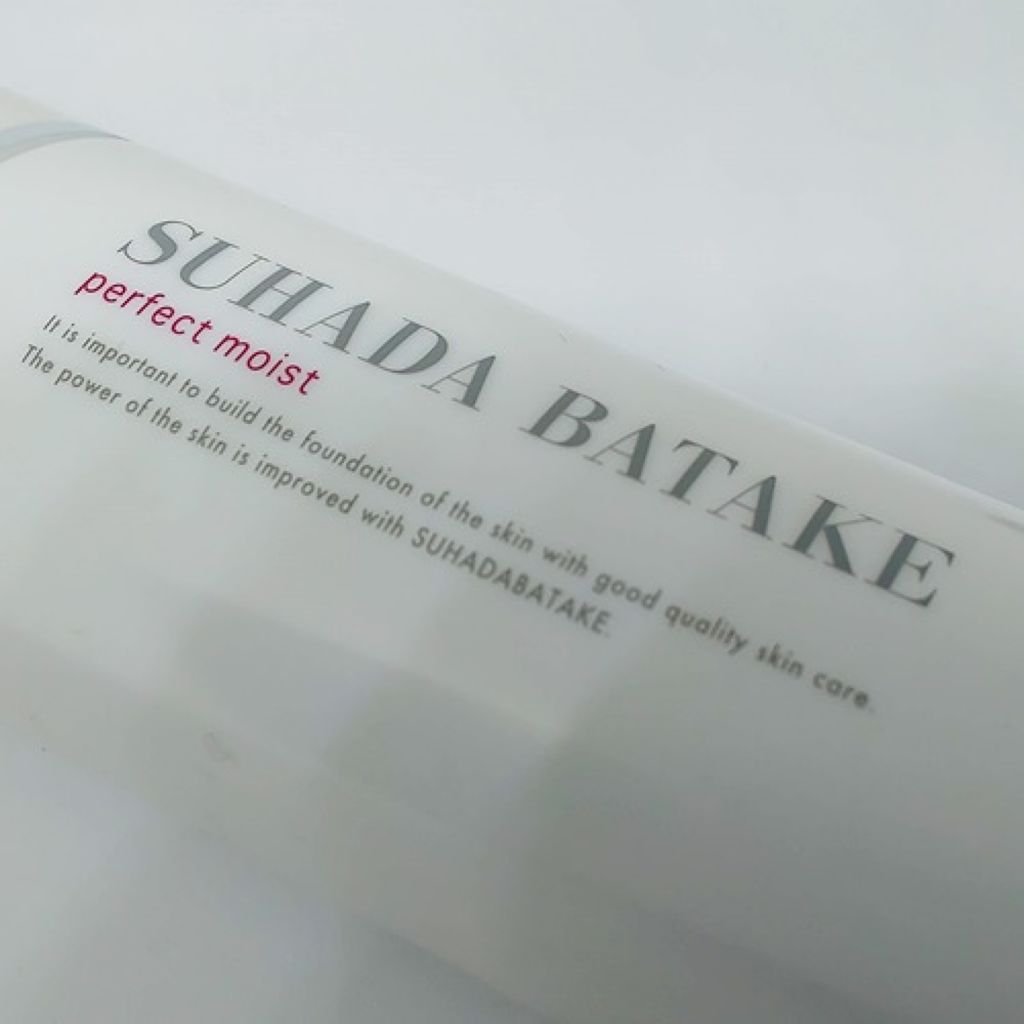 SUHADA BATAKE
perfect moist
It is important to build the foundation of the skin with good quality skin care.
The power of the skin is improved with SUHADABATAKE.